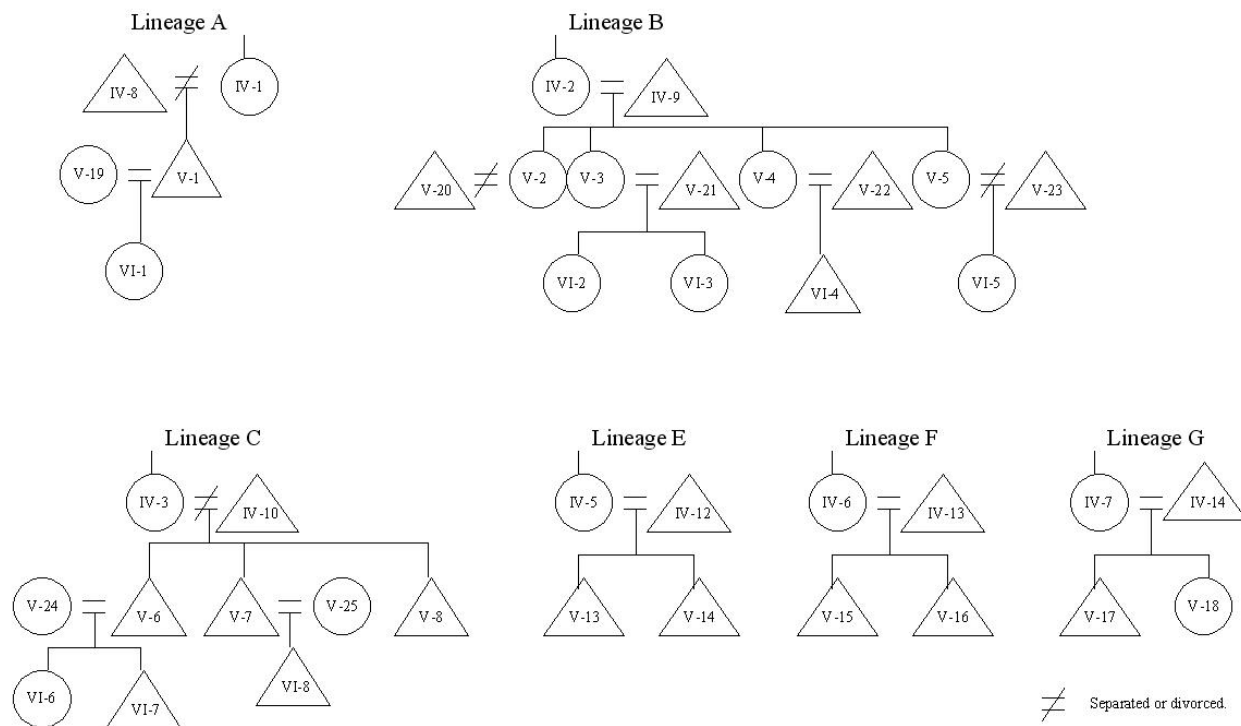 Lineage A
Lineage B
IV-8
IV-1
IV-2
IV-9
V-19
V-1
V-20
V-2
V-3
V-21
V-4
V-22
V-5
V-23
VI-1
VI-2
VI-3
VI-4
VI-5
Lineage C
Lineage E
Lineage F
Lineage G
IV-3
IV-10
IV-5
IV-12
IV-6
IV-13
IV-7
IV-14
V-24
V-6
V-7
V-25
V-8
V-13
V-14
V-15
V-16
V-17
V-18
VI-6
VI-7
VI-8
Separated or divorced.